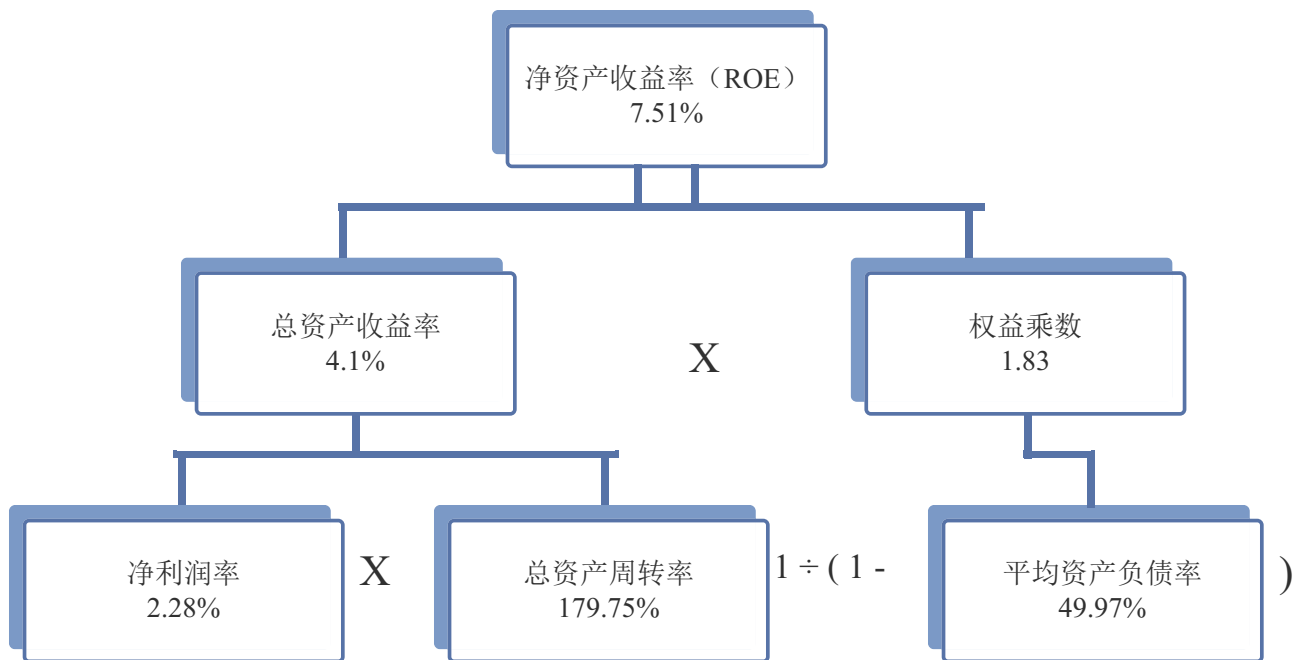 净资产收益率（ROE）
7.51%
总资产收益率
4.1%
X
权益乘数
1.83
净利润率
2.28%
X
总资产周转率
179.75%
1 ÷ ( 1 -
平均资产负债率
49.97%
)